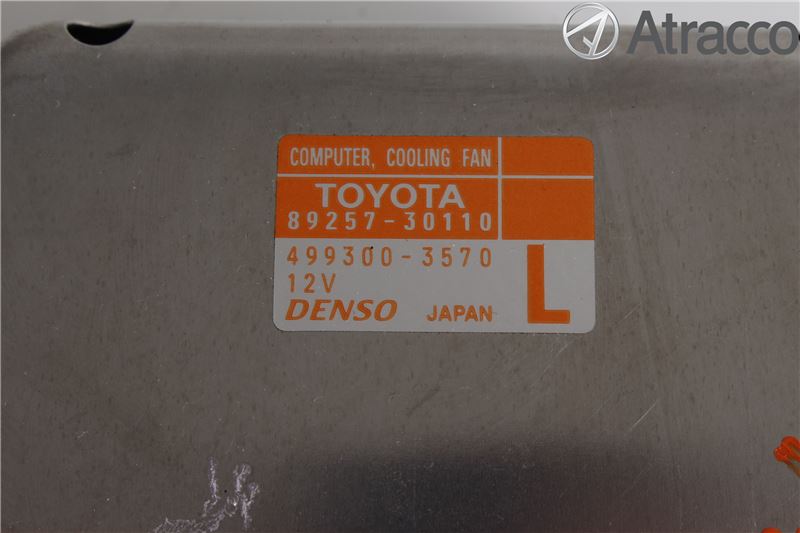 Atracco
COMPUTER, COOLING FAN
TOYOTA
89257-30110
499300-3570
12V
DENSO JAPAN
L